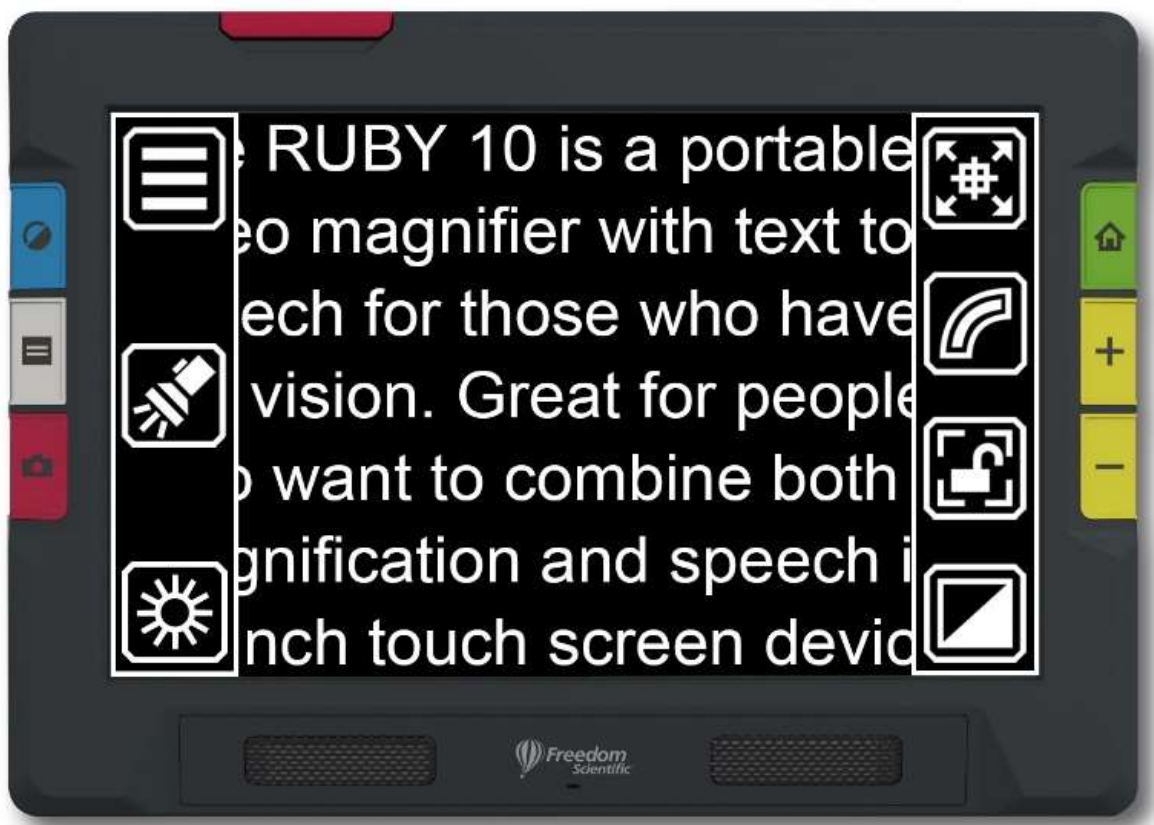 RUBY 10 is a portable
eo magnifier with text to
ech for those who have
vision. Great for people
want to combine both
gnification and speech i
nch touch screen devic
Freedom
Scientific